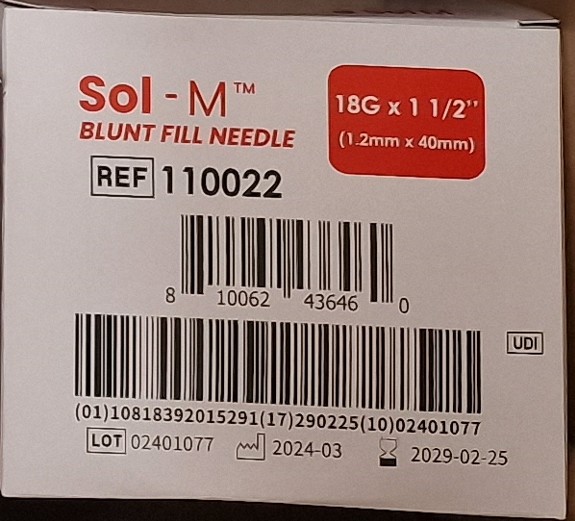 Sol - M™
BLUNT FILL NEEDLE
18G x 1 1/2''
(1.2mm x 40mm)
REF 110022
8 10062 43646 0
UDI
(01)10818392015291(17)290225(10)02401077
LOT 02401077 2024-03 2029-02-25